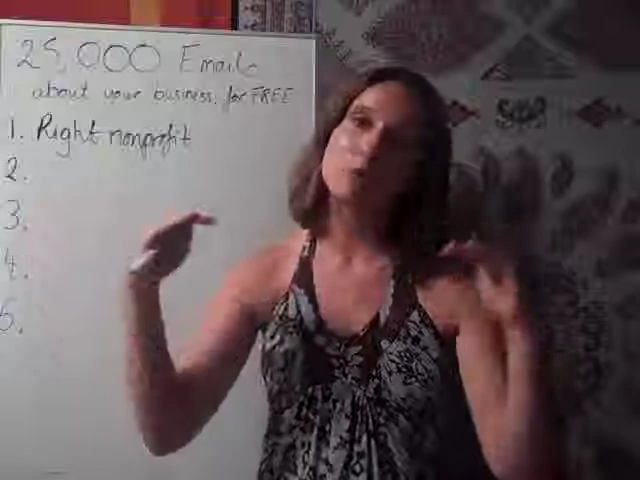 25,000 Emails
about your business, for FREE
1. Right nonprofit
2.
3.
4.
5.